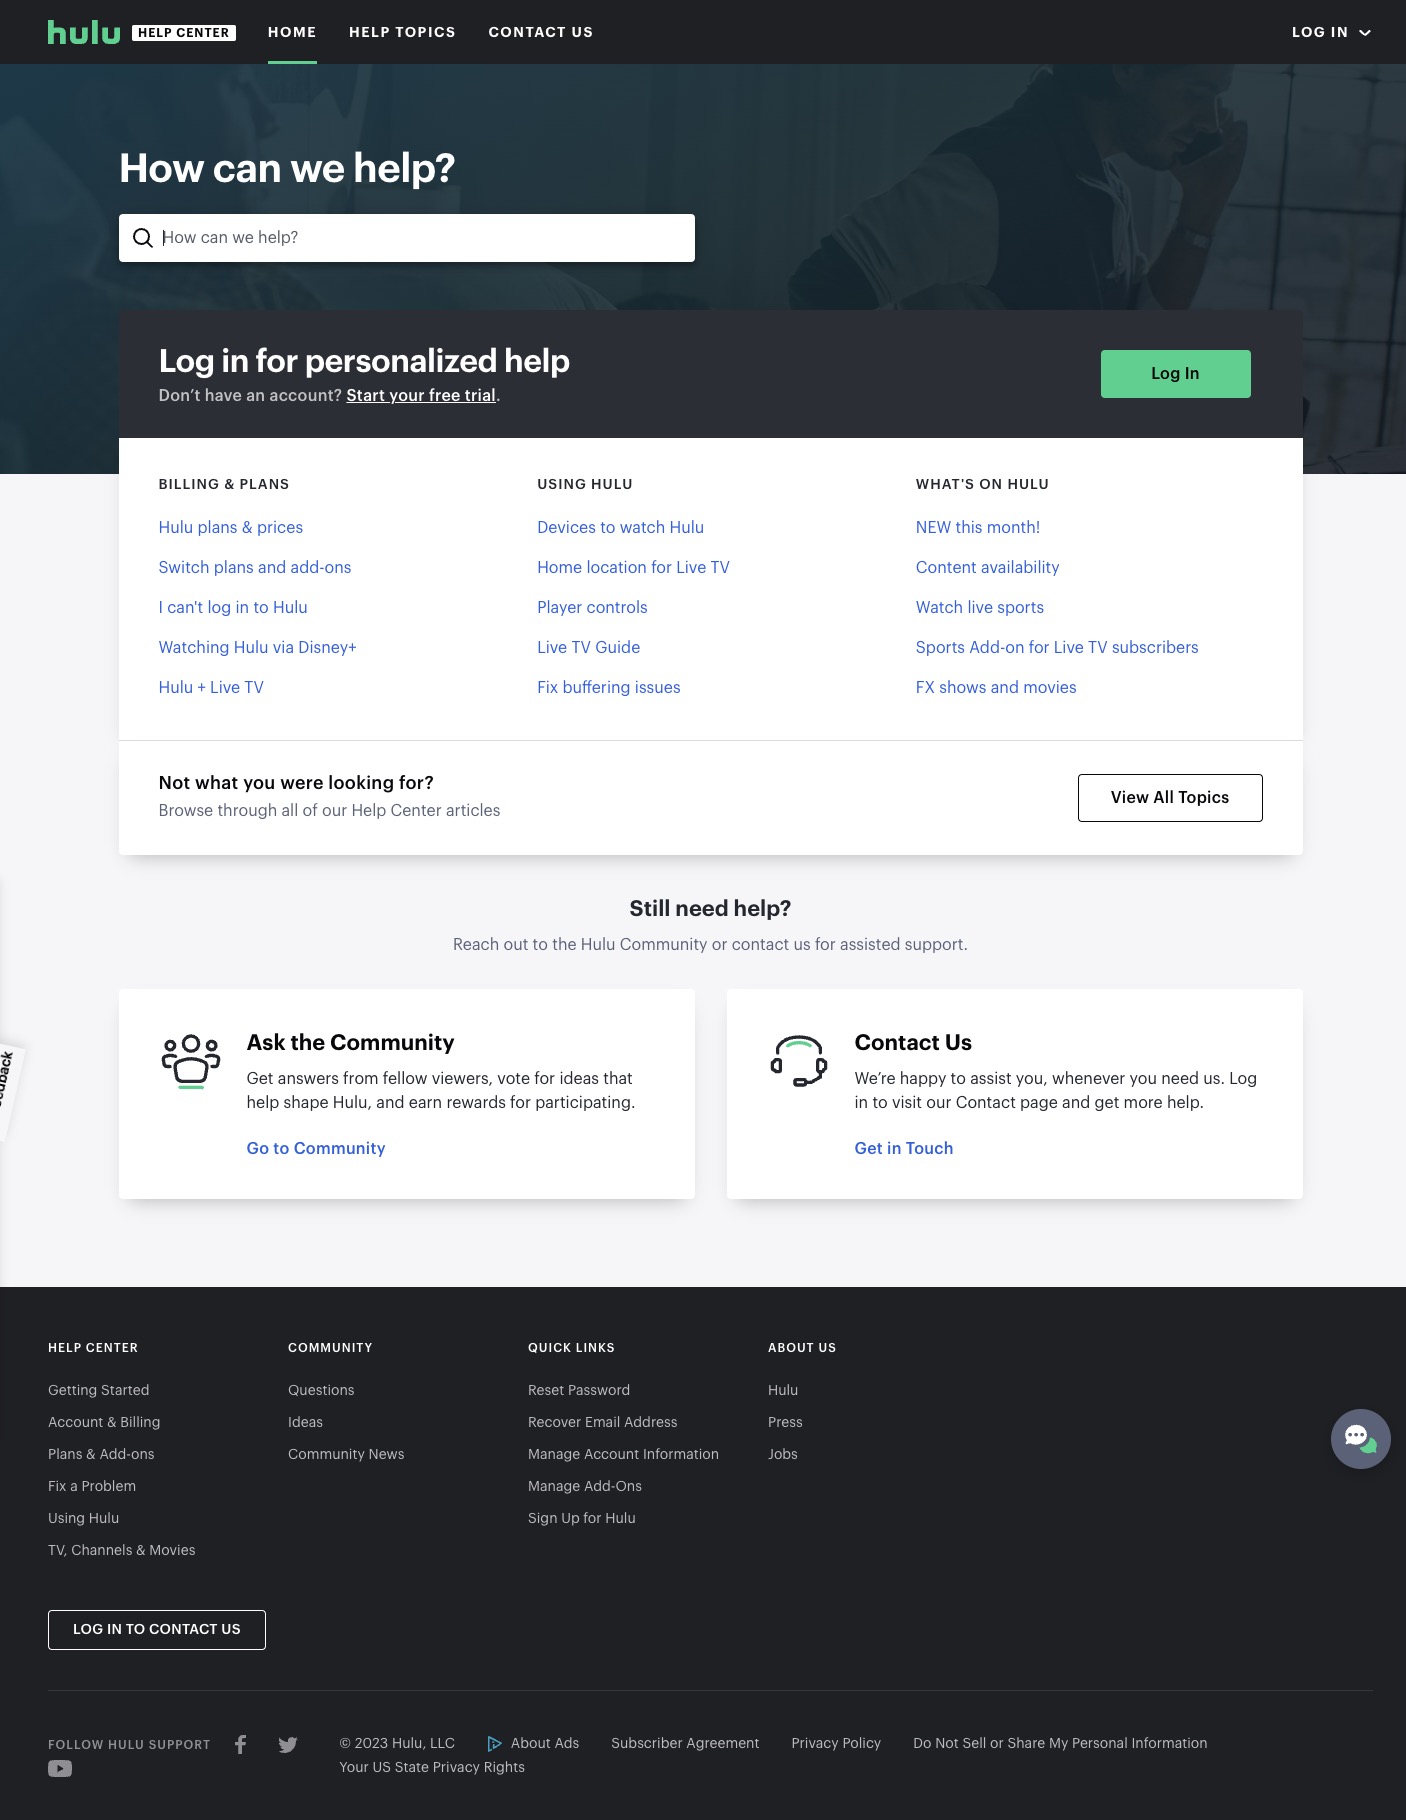 hulu HELP CENTER HOME HELP TOPICS CONTACT US LOG IN
How can we help?
How can we help?
Log in for personalized help
Don't have an account? Start your free trial.
Log In
BILLING & PLANS
Hulu plans & prices
Switch plans and add-ons
I can't log in to Hulu
Watching Hulu via Disney+
Hulu + Live TV
USING HULU
Devices to watch Hulu
Home location for Live TV
Player controls
Live TV Guide
Fix buffering issues
WHAT'S ON HULU
NEW this month!
Content availability
Watch live sports
Sports Add-on for Live TV subscribers
FX shows and movies
Not what you were looking for?
Browse through all of our Help Center articles
View All Topics
Still need help?
Reach out to the Hulu Community or contact us for assisted support.
Ask the Community
Get answers from fellow viewers, vote for ideas that
help shape Hulu, and earn rewards for participating.
Go to Community
Contact Us
We're happy to assist you, whenever you need us. Log
in to visit our Contact page and get more help.
Get in Touch
HELP CENTER
Getting Started
Account & Billing
Plans & Add-ons
Fix a Problem
Using Hulu
TV, Channels & Movies
COMMUNITY
Questions
Ideas
Community News
QUICK LINKS
Reset Password
Recover Email Address
Manage Account Information
Manage Add-Ons
Sign Up for Hulu
ABOUT US
Hulu
Press
Jobs
LOG IN TO CONTACT US
FOLLOW HULU SUPPORT
© 2023 Hulu, LLC About Ads Subscriber Agreement Privacy Policy Do Not Sell or Share My Personal Information
Your US State Privacy Rights